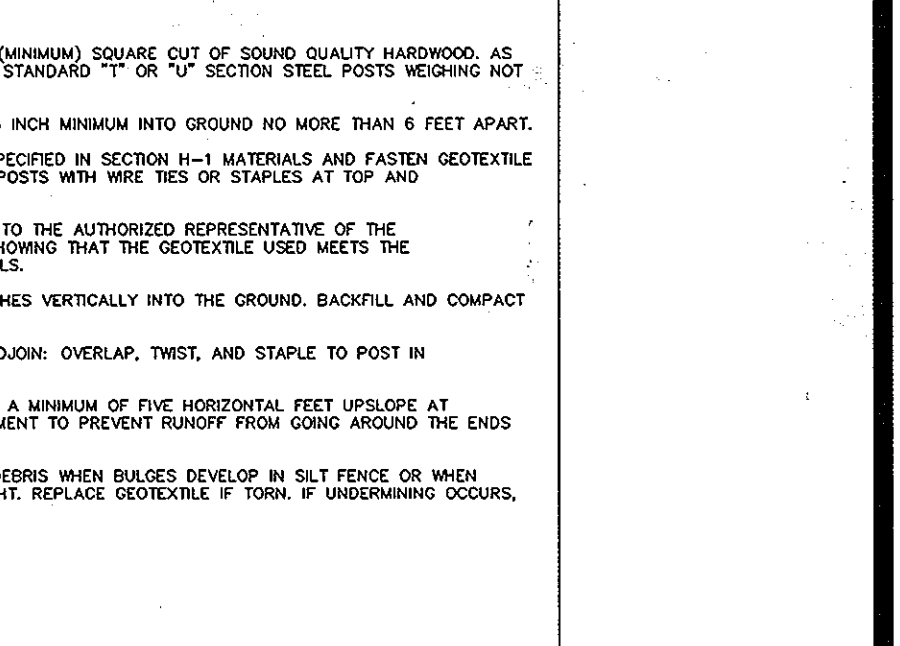 (MINIMUM) SQUARE CUT OF SOUND QUALITY HARDWOOD. AS
STANDARD "T" OR "U" SECTION STEEL POSTS WEIGHING NOT
INCH MINIMUM INTO GROUND NO MORE THAN 6 FEET APART.
PECIFIED IN SECTION H-1 MATERIALS AND FASTEN GEOTEXTILE
POSTS WITH WIRE TIES OR STAPLES AT TOP AND
TO THE AUTHORIZED REPRESENTATIVE OF THE
HOWING THAT THE GEOTEXTILE USED MEETS THE
LS.
HES VERTICALLY INTO THE GROUND. BACKFILL AND COMPACT
DJOIN: OVERLAP, TWIST, AND STAPLE TO POST IN
A MINIMUM OF FIVE HORIZONTAL FEET UPSLOPE AT
MENT TO PREVENT RUNOFF FROM GOING AROUND THE ENDS
DEBRIS WHEN BULGES DEVELOP IN SILT FENCE OR WHEN
HT. REPLACE GEOTEXTILE IF TORN. IF UNDERMINING OCCURS,